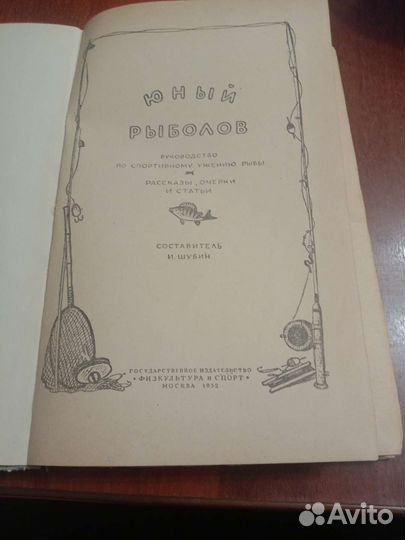 ЮНЫЙ
РЫБОЛОВ
РУКОВОДСТВО
ПО СПОРТИВНОМУ УЖЕНИЮ РЫБЫ
РАССКАЗЫ, ОЧЕРКИ
И СТАТЬИ
СОСТАВИТЕЛЬ
И. ШУБИН
ГОСУДАРСТВЕННОЕ ИЗДАТЕЛЬСТВО
• ФИЗКУЛЬТУРА И СПОРТ •
МОСКВА 1952
Avito